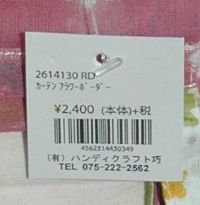 2614130 RD
ｶｰﾃﾝ ﾌﾗﾜｰﾎﾞｰﾀﾞｰ
¥2,400 (本体)+税
4562314430349
(有) ハンディクラフト巧
TEL 075-222-2562